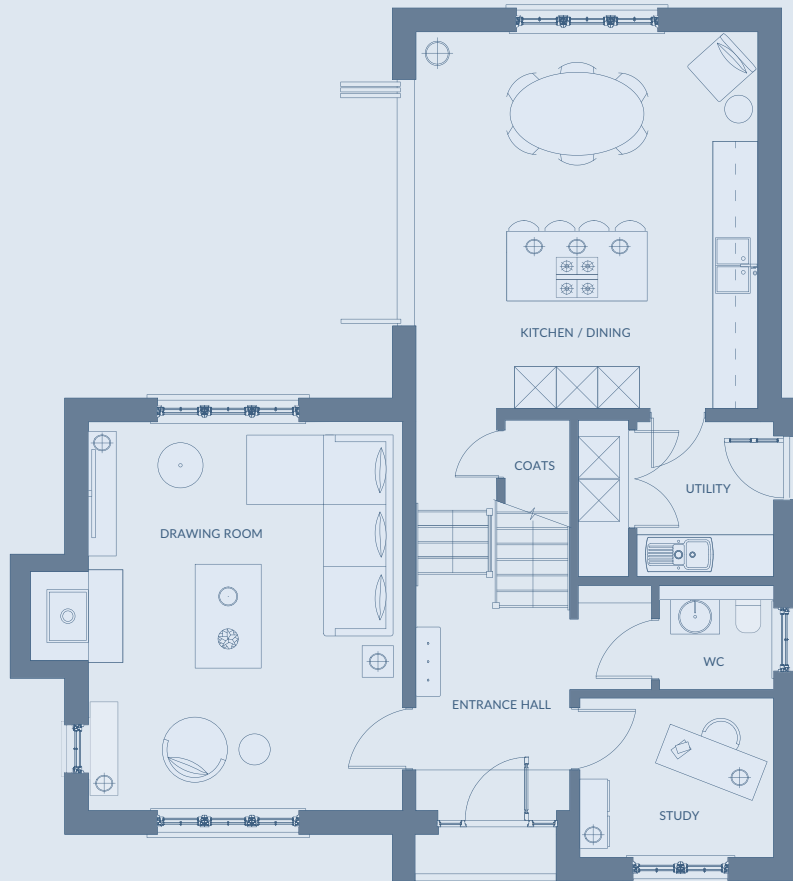 KITCHEN / DINING
COATS
UTILITY
DRAWING ROOM
WC
ENTRANCE HALL
STUDY